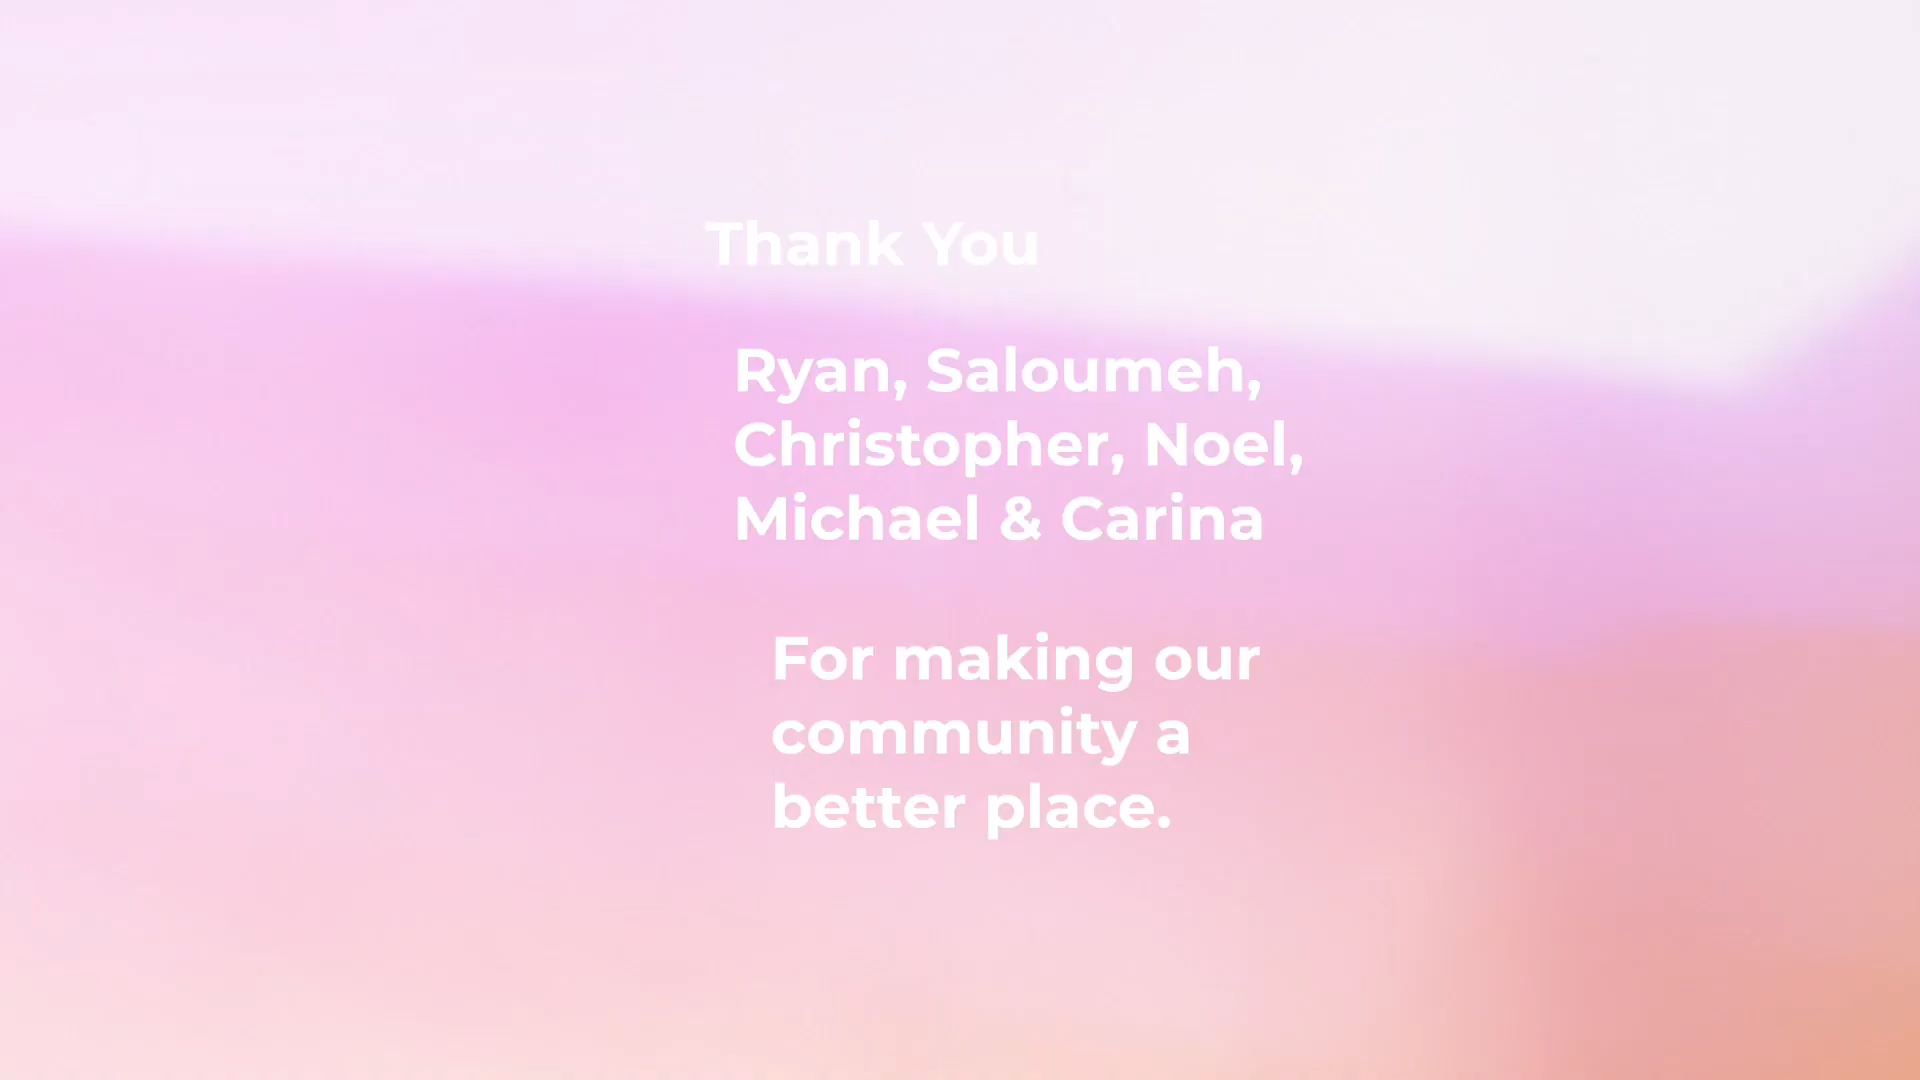 Thank You
Ryan, Saloumeh,
Christopher, Noel,
Michael & Carina
For making our
community a
better place.